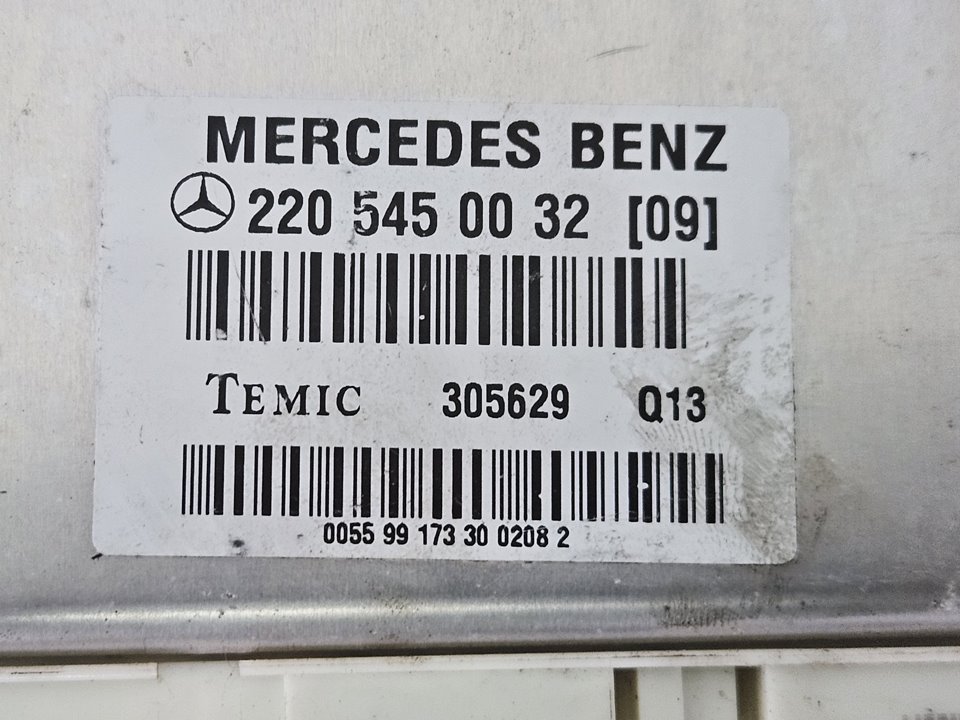 MERCEDES BENZ
220 545 00 32 [09]
TEMIC 305629 Q13
0055 99 173 30 0208 2